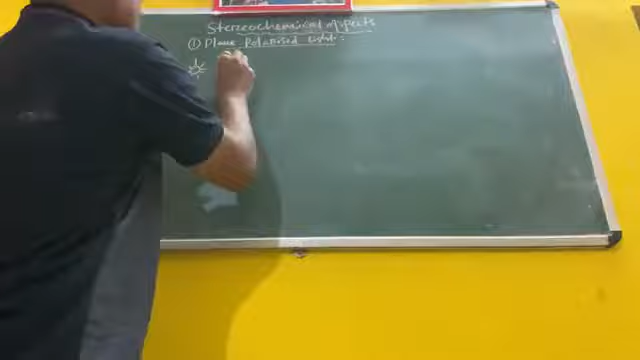 Stereochemical aspects
① Plane Polarised Light :